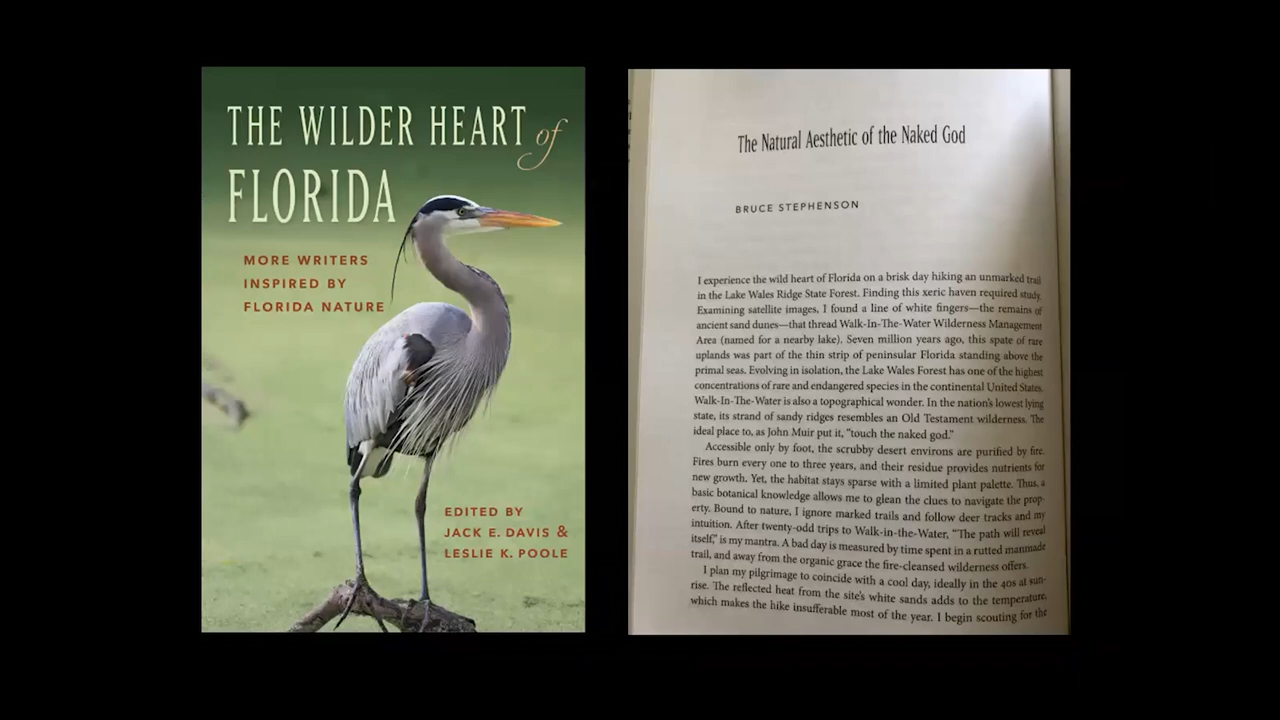 THE WILDER HEART of
FLORIDA
MORE WRITERS
INSPIRED BY
FLORIDA NATURE
EDITED BY
JACK E. DAVIS &
LESLIE K. POOLE
The Natural Aesthetic of the Naked God
BRUCE STEPHENSON
I experience the wild heart of Florida on a brisk day hiking an unmarked trail
in the Lake Wales Ridge State Forest. Finding this xeric haven required study.
Examining satellite images, I found a line of white fingers—the remains of
ancient sand dunes—that thread Walk-In-The-Water Wilderness Management
Area (named for a nearby lake). Seven million years ago, this spate of rare
uplands was part of the thin strip of peninsular Florida standing above the
primal seas. Evolving in isolation, the Lake Wales Forest has one of the highest
concentrations of rare and endangered species in the continental United States.
Walk-In-The-Water is also a topographical wonder. In the nation's lowest lying
state, its strand of sandy ridges resembles an Old Testament wilderness. The
ideal place to, as John Muir put it, “touch the naked god.”
Accessible only by foot, the scrubby desert environs are purified by fire.
Fires burn every one to three years, and their residue provides nutrients for
new growth. Yet, the habitat stays sparse with a limited plant palette. Thus, a
basic botanical knowledge allows me to glean the clues to navigate the prop-
erty. Bound to nature, I ignore marked trails and follow deer tracks and my
intuition. After twenty-odd trips to Walk-in-the-Water, “The path will reveal
itself,” is my mantra. A bad day is measured by time spent in a rutted manmade
trail, and away from the organic grace the fire-cleansed wilderness offers.
I plan my pilgrimage to coincide with a cool day, ideally in the 40s at sun-
rise. The reflected heat from the site's white sands adds to the temperature,
which makes the hike insufferable most of the year. I begin scouting for the